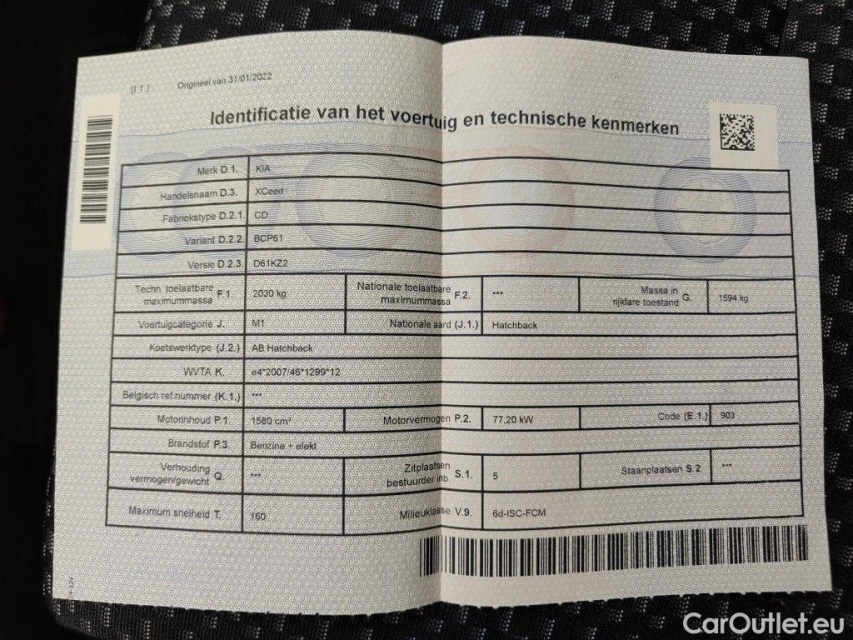 (I.1.) Origineel van 31/01/2022
Identificatie van het voertuig en technische kenmerken
Merk D.1. KIA
Handelsnaam D.3. XCeed
Fabriekstype D.2.1. CD
Variant D.2.2. BCP61
Versie D.2.3. D61KZ2
Techn. toelaatbare maximummassa F.1. 2030 kg Nationale toelaatbare maximummassa F.2. *** Massa in rijklare toestand G. 1594 kg
Voertuigcategorie J. M1 Nationale aard (J.1.) Hatchback
Koetswerktype (J.2.) AB Hatchback
WVTA K. e4*2007/46*1299*12
Belgisch ref.nummer (K.1.) ***
Motorinhoud P.1. 1580 cm³ Motorvermogen P.2. 77,20 kW Code (E.1.) 903
Brandstof P.3. Benzine + elekt
Verhouding vermogen/gewicht Q. *** Zitplaatsen bestuurder inb S.1. 5 Staanplaatsen S.2 ***
Maximum snelheid T. 160 Milieuklasse V.9. 6d-ISC-FCM
CarOutlet.eu